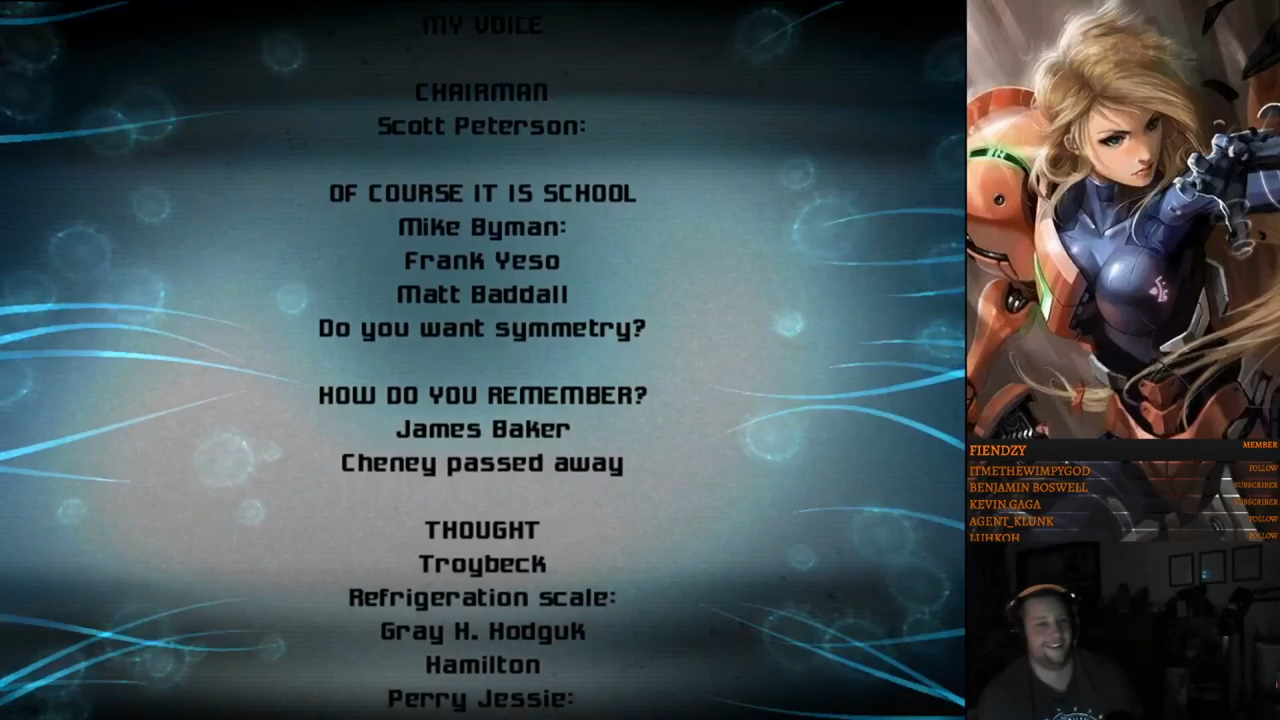 MY VOICE
CHAIRMAN
Scott Peterson:
OF COURSE IT IS SCHOOL
Mike Byman:
Frank Yeso
Matt Baddall
Do you want symmetry?
HOW DO YOU REMEMBER?
James Baker
Cheney passed away
THOUGHT
Troybeck
Refrigeration scale:
Gray H. Hodguk
Hamilton
Perry Jessie:
FIENDZY MEMBER
ITMETHEWIMPYGOD FOLLOW
BENJAMIN BOSWELL SUBSCRIBER
KEVIN GAGA SUBSCRIBER
AGENT_KLUNK FOLLOW
LUHKOH FOLLOW